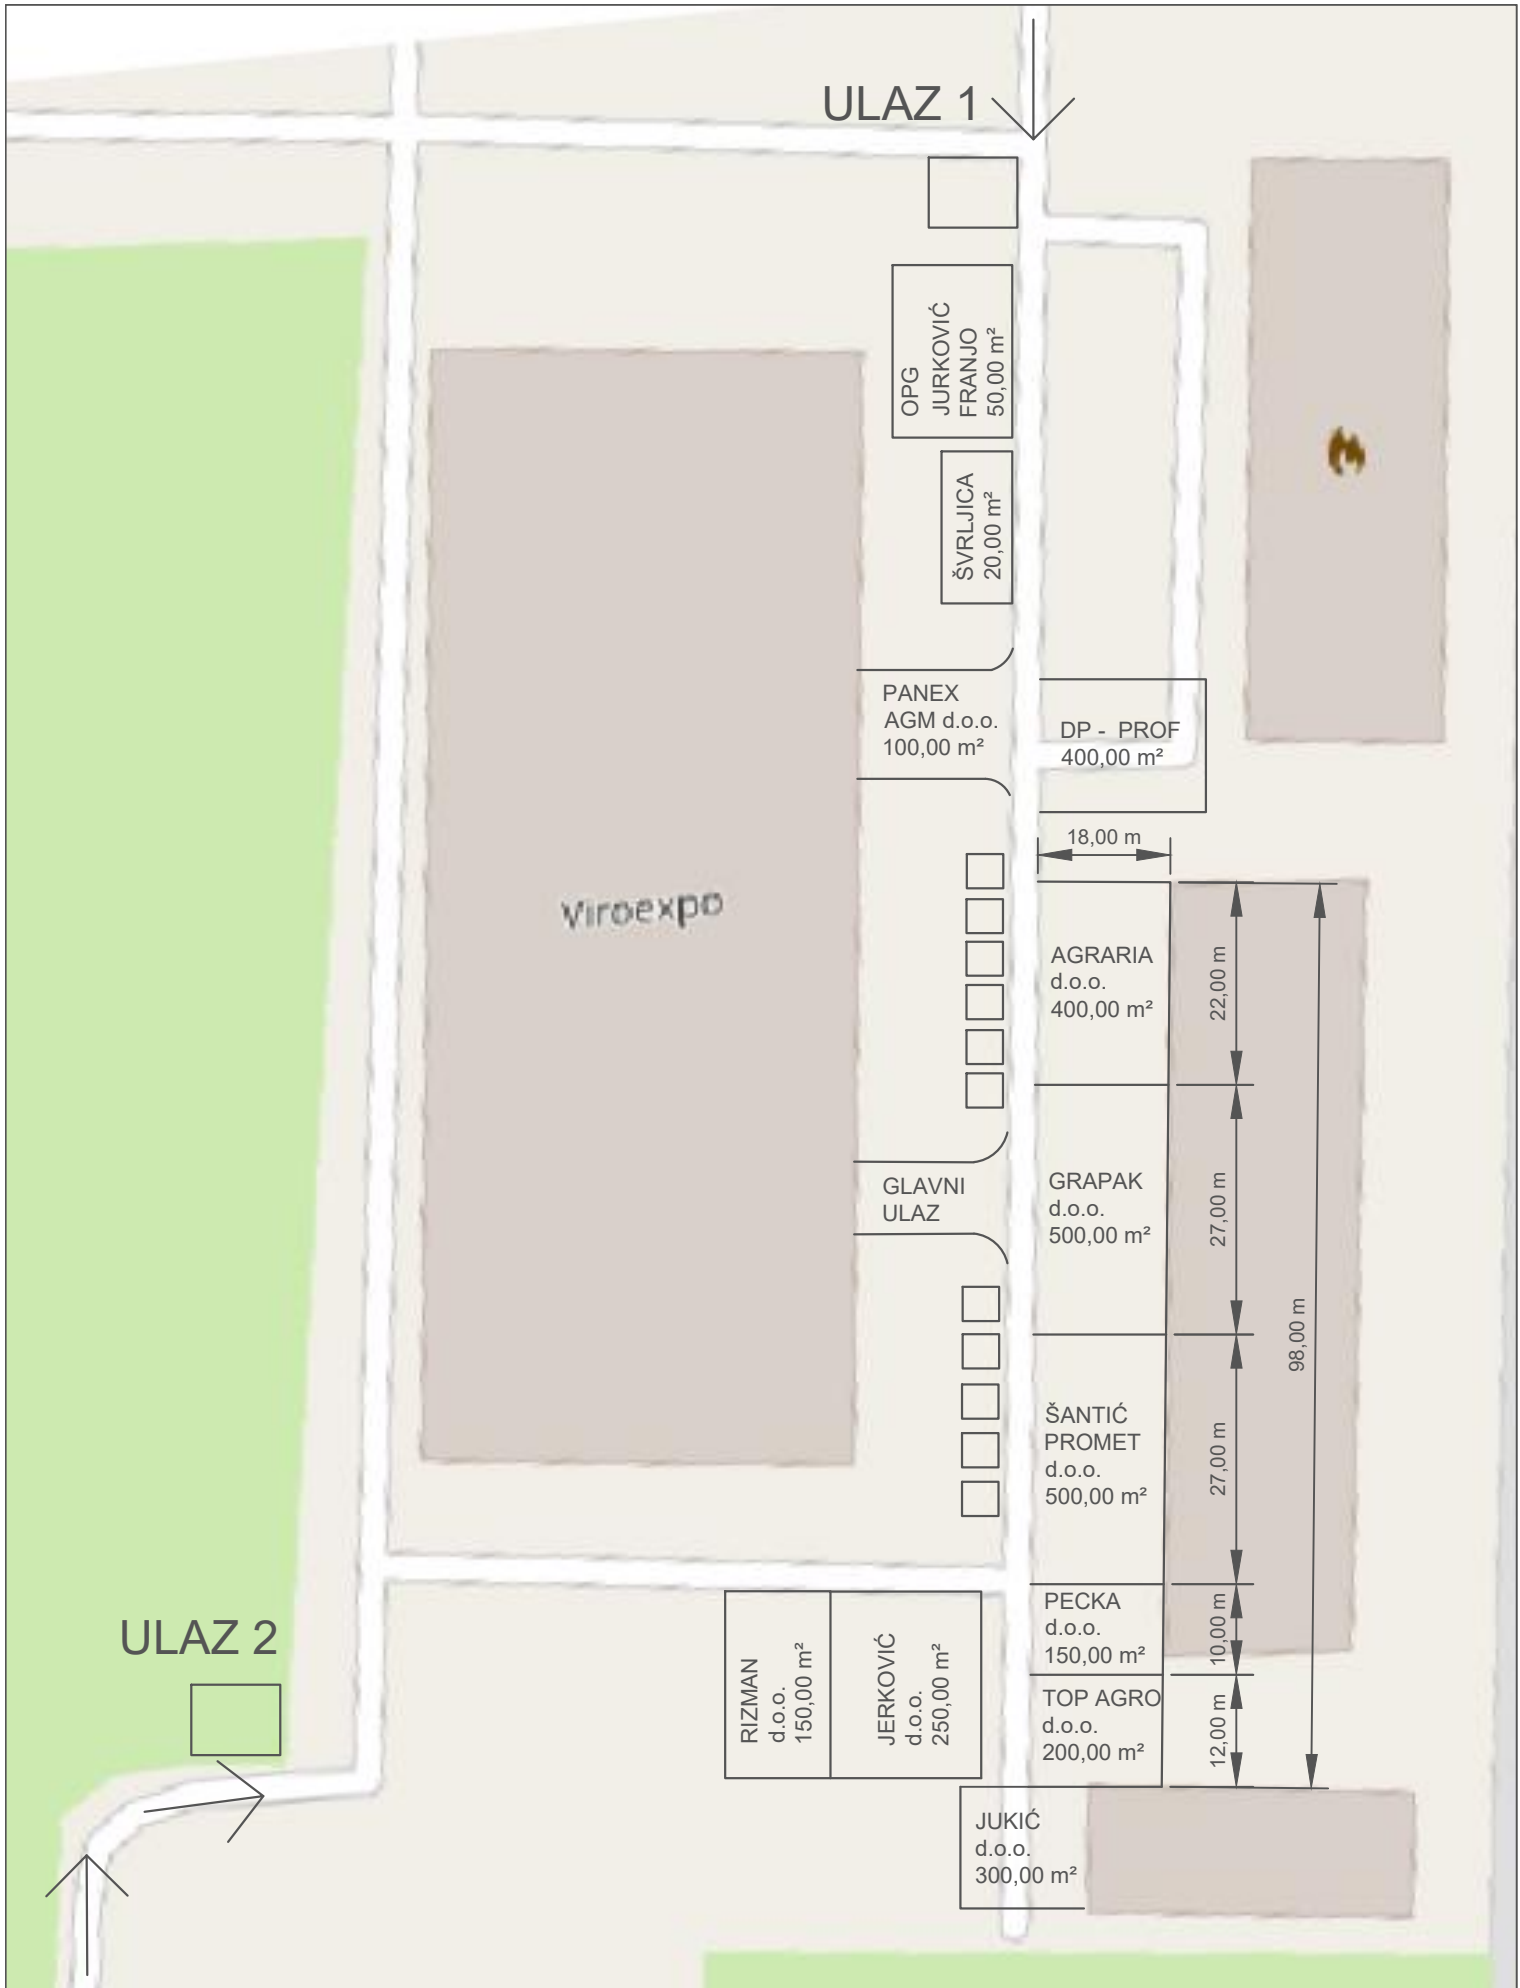 ULAZ 1
OPG
JURKOVIĆ
FRANJO
50,00 m²
ŠVRLJICA
20,00 m²
PANEX
AGM d.o.o.
100,00 m²
DP - PROF
400,00 m²
18,00 m
Viroexpo
AGRARIA
d.o.o.
400,00 m²
22,00 m
GRAPAK
d.o.o.
500,00 m²
27,00 m
GLAVNI
ULAZ
98,00 m
ŠANTIĆ
PROMET
d.o.o.
500,00 m²
27,00 m
PECKA
d.o.o.
150,00 m²
10,00 m
ULAZ 2
RIZMAN
d.o.o.
150,00 m²
JERKOVIĆ
d.o.o.
250,00 m²
TOP AGRO
d.o.o.
200,00 m²
12,00 m
JUKIĆ
d.o.o.
300,00 m²